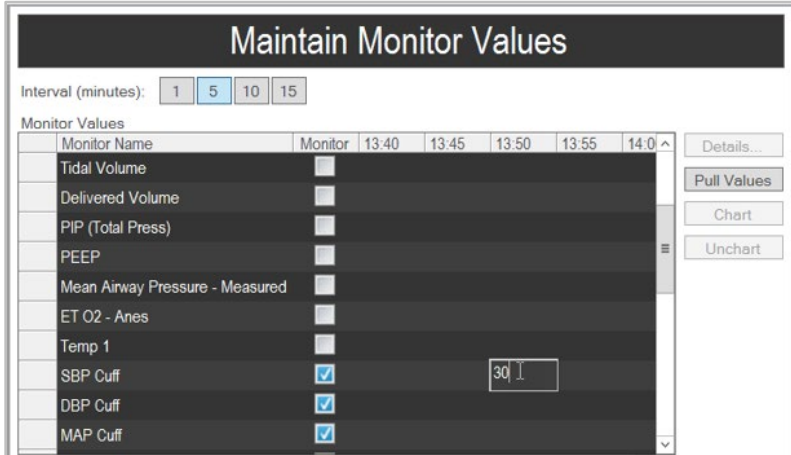 Maintain Monitor Values
Interval (minutes): 1 5 10 15
Monitor Values
Monitor Name Monitor 13:40 13:45 13:50 13:55 14:0
Details...
Tidal Volume
Pull Values
Delivered Volume
Chart
PIP (Total Press)
Unchart
PEEP
Mean Airway Pressure - Measured
ET O2 - Anes
Temp 1
SBP Cuff 30
DBP Cuff
MAP Cuff